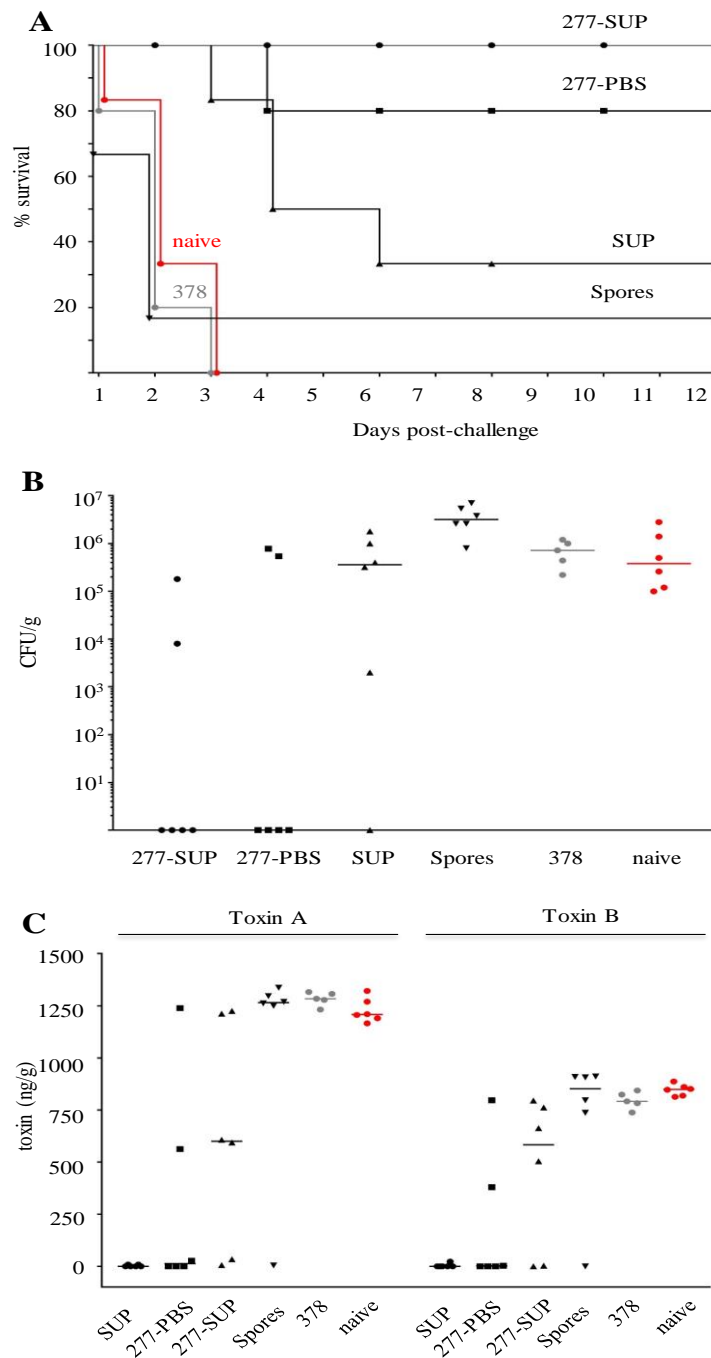 A
277-SUP
277-PBS
SUP
Spores
naive
378
% survival
100
80
60
40
20
1 2 3 4 5 6 7 8 9 10 11 12
Days post-challenge
B
CFU/g
10⁷
10⁶
10⁵
10⁴
10³
10²
10¹
277-SUP 277-PBS SUP Spores 378 naive
C
Toxin A Toxin B
toxin (ng/g)
1500
1250
1000
750
500
250
0
SUP 277-PBS 277-SUP Spores 378 naive SUP 277-PBS 277-SUP Spores 378 naive